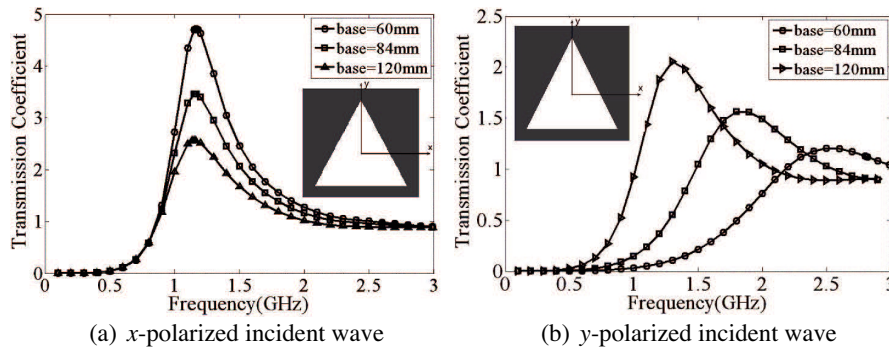 5
4
3
2
1
0
Transmission Coefficient
0 0.5 1 1.5 2 2.5 3
Frequency(GHz)
base=60mm
base=84mm
base=120mm
y
x
(a) x-polarized incident wave
2.5
2
1.5
1
0.5
0
Transmission Coefficient
0 0.5 1 1.5 2 2.5 3
Frequency(GHz)
base=60mm
base=84mm
base=120mm
y
x
(b) y-polarized incident wave